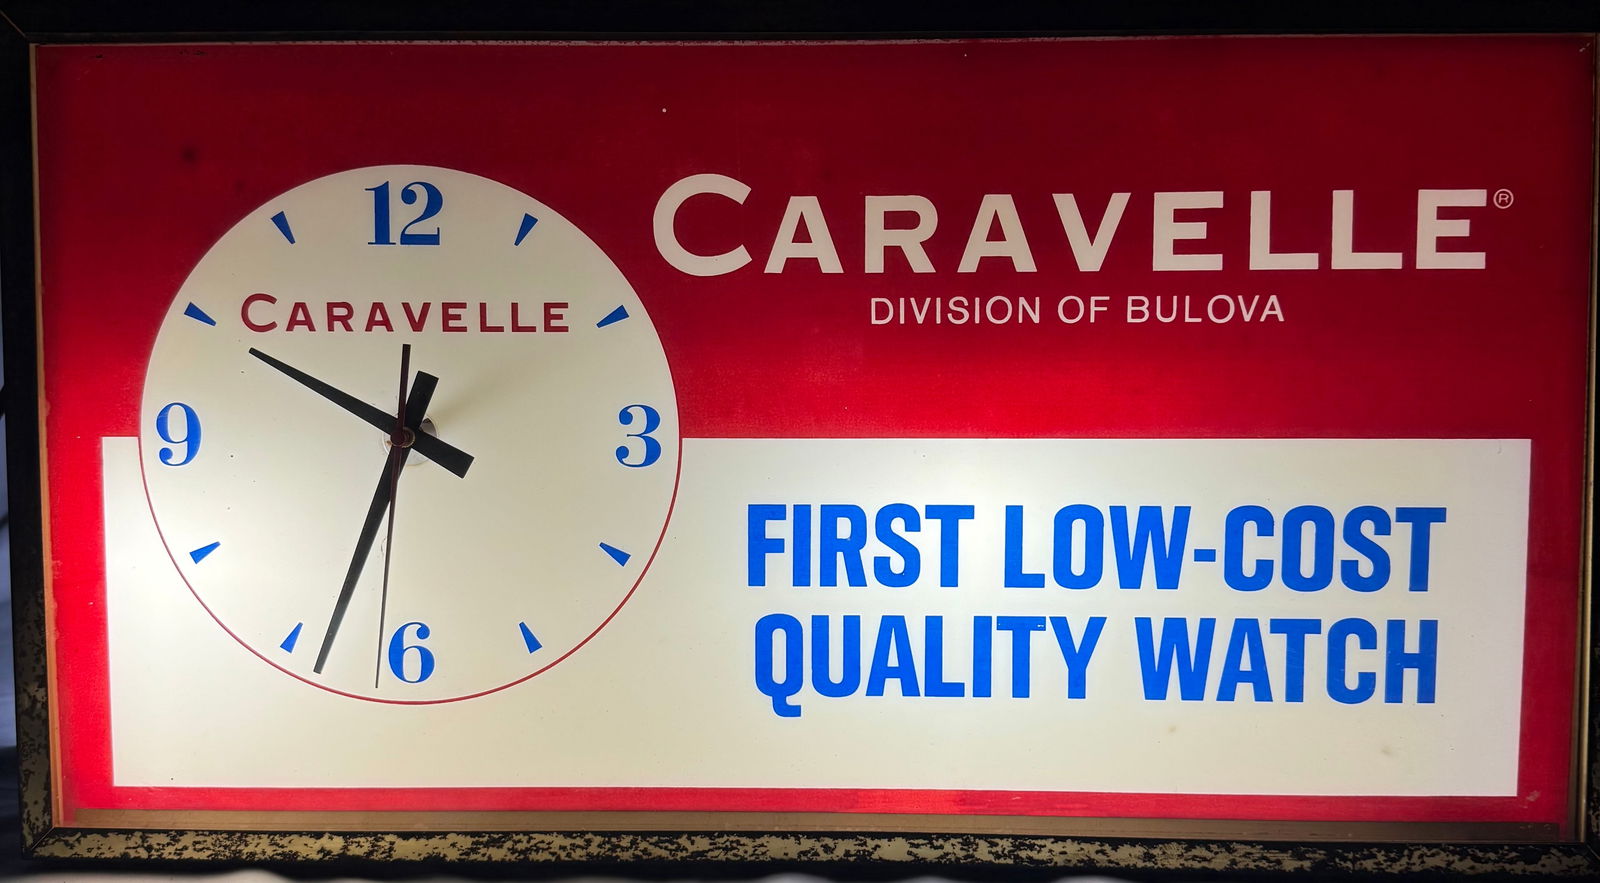 12
CARAVELLE
9
3
6
CARAVELLE®
DIVISION OF BULOVA
FIRST LOW-COST
QUALITY WATCH